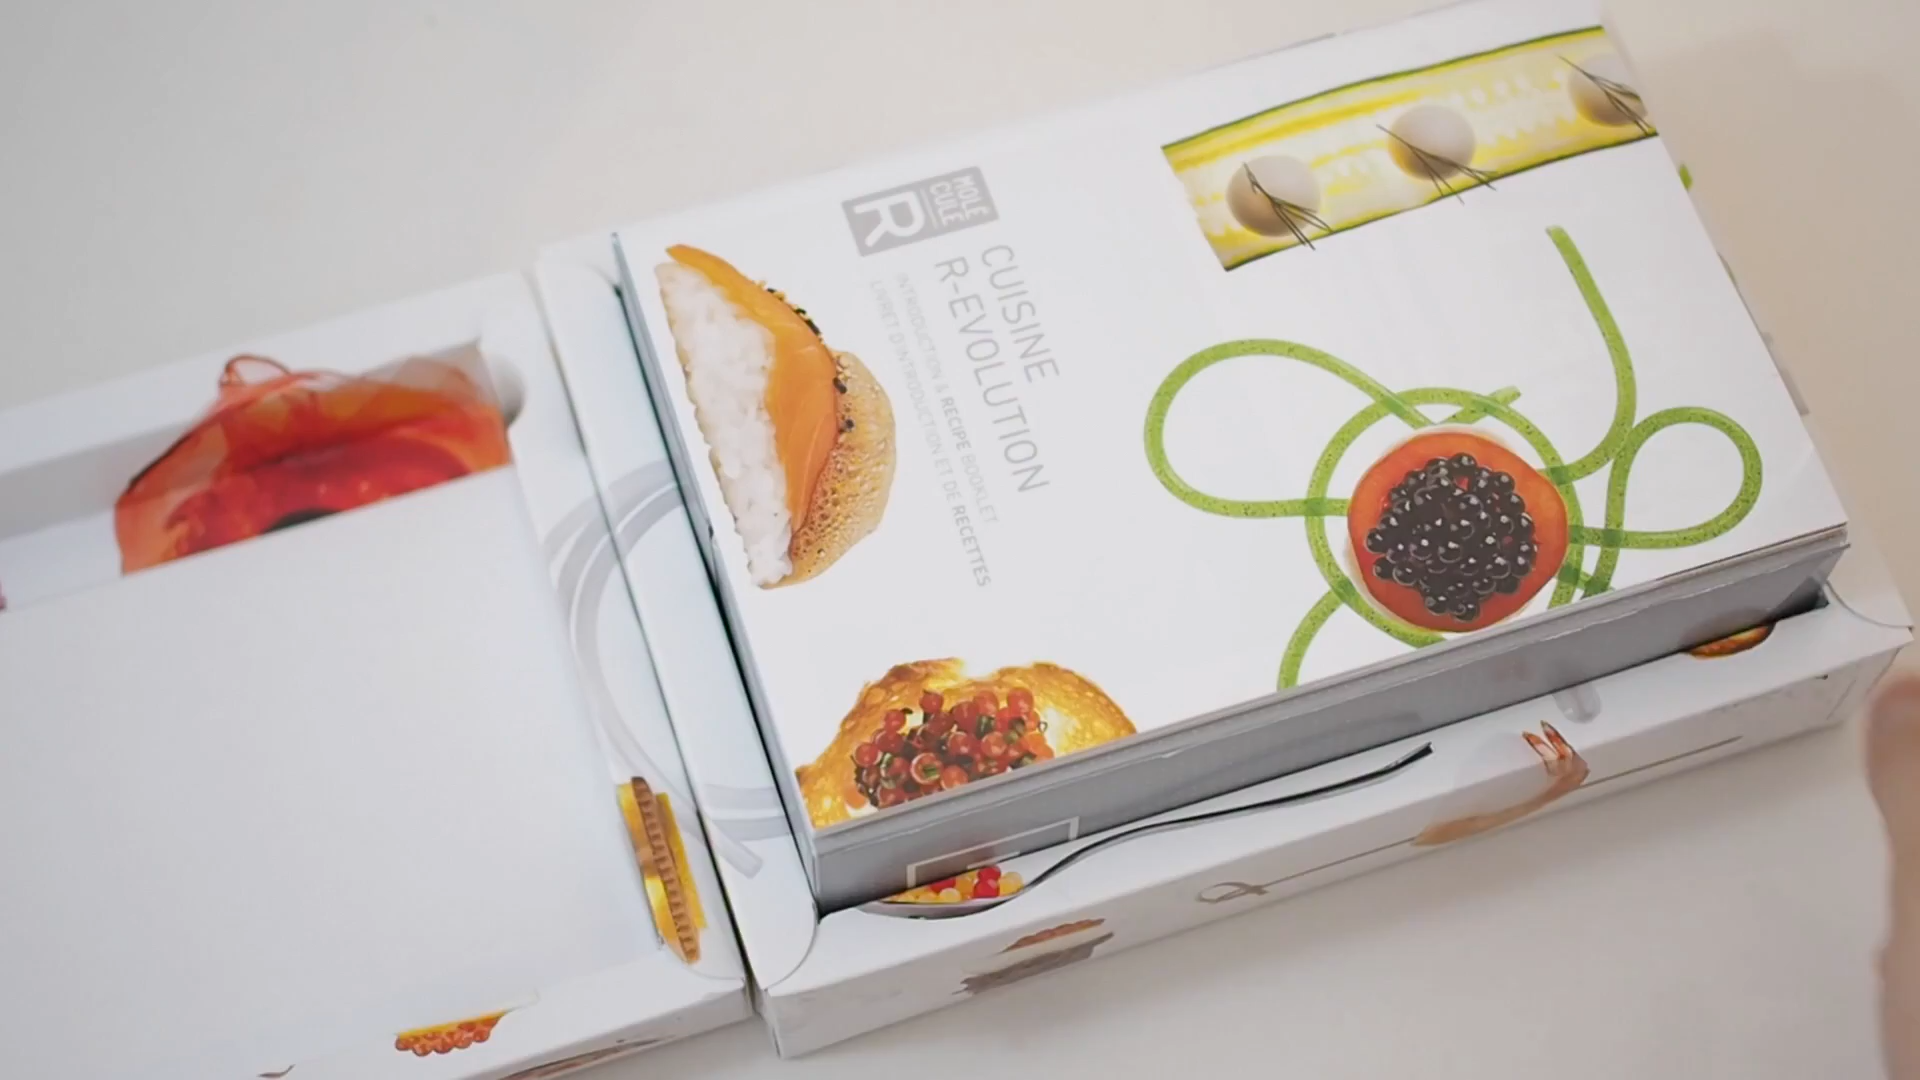 MOLE
CULE
R
CUISINE
R-EVOLUTION
INTRODUCTION & RECIPE BOOKLET
LIVRET D'INTRODUCTION ET DE RECETTES